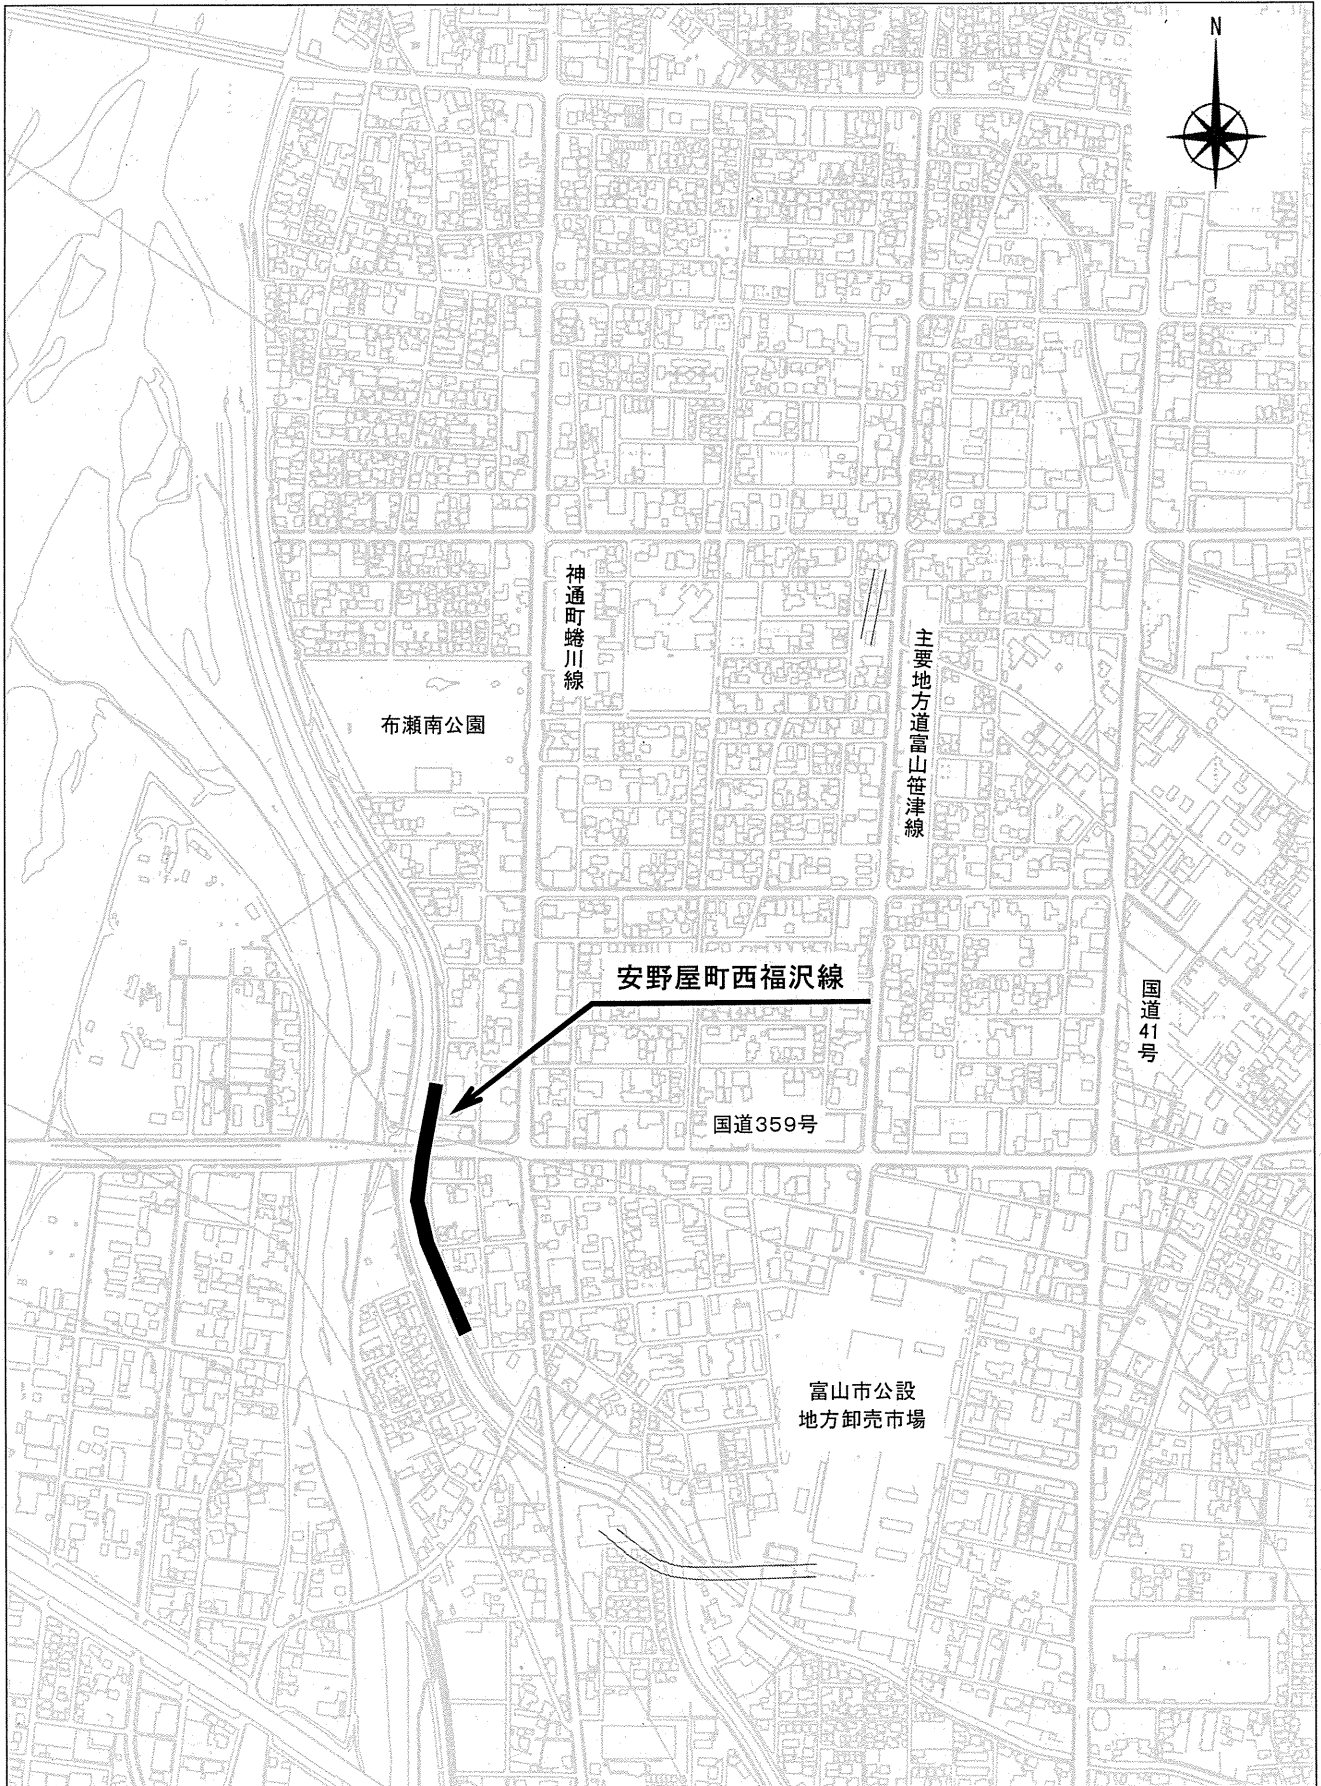 N
神通町蜷川線
主要地方道富山笹津線
布瀬南公園
安野屋町西福沢線
国道41号
国道359号
富山市公設
地方卸売市場